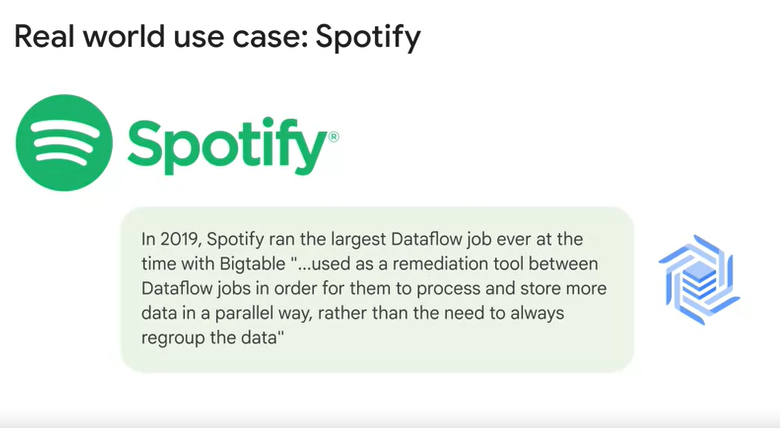 Real world use case: Spotify
Spotify®
In 2019, Spotify ran the largest Dataflow job ever at the
time with Bigtable "...used as a remediation tool between
Dataflow jobs in order for them to process and store more
data in a parallel way, rather than the need to always
regroup the data"